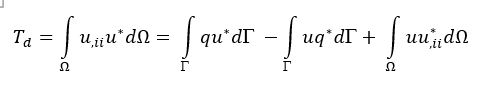 T_d = ∫_Ω u_{,ii} u* dΩ = ∫_Γ q u* dΓ − ∫_Γ u q* dΓ + ∫_Ω u u*_{,ii} dΩ